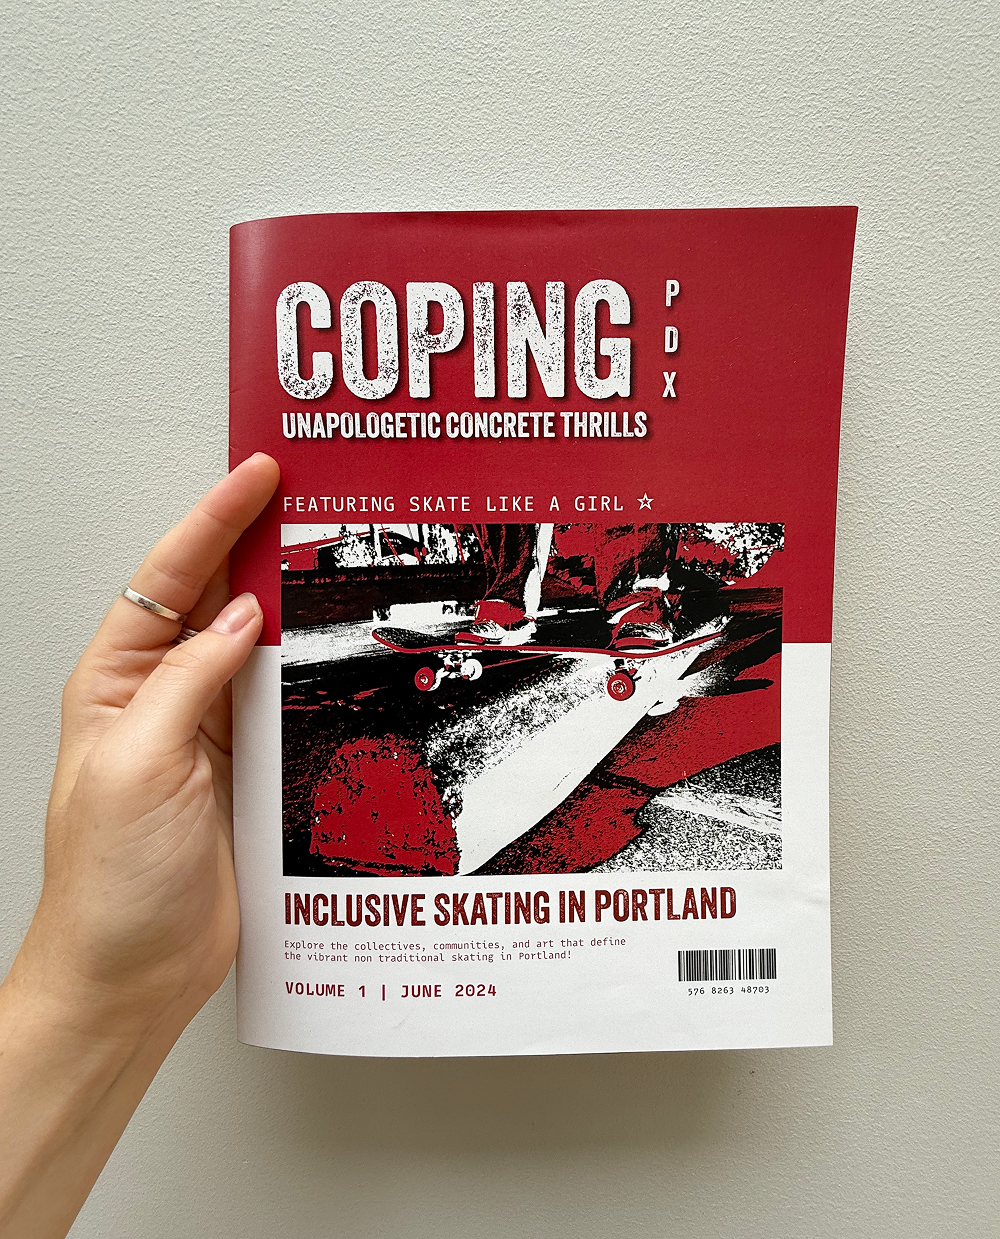 COPING
PDX
UNAPOLOGETIC CONCRETE THRILLS
FEATURING SKATE LIKE A GIRL ☆
INCLUSIVE SKATING IN PORTLAND
Explore the collectives, communities, and art that define
the vibrant non traditional skating in Portland!
VOLUME 1 | JUNE 2024
576 8263 48703